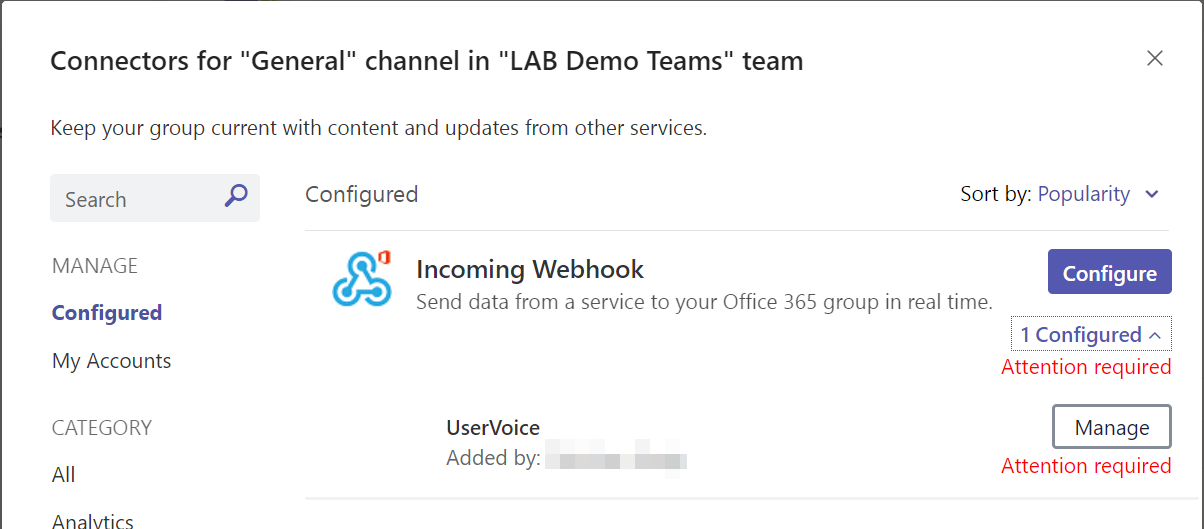 Connectors for "General" channel in "LAB Demo Teams" team
Keep your group current with content and updates from other services.
Search
Configured
Sort by: Popularity
MANAGE
Configured
My Accounts
CATEGORY
All
Analytics
Incoming Webhook
Send data from a service to your Office 365 group in real time.
Configure
1 Configured
Attention required
UserVoice
Added by:
Manage
Attention required